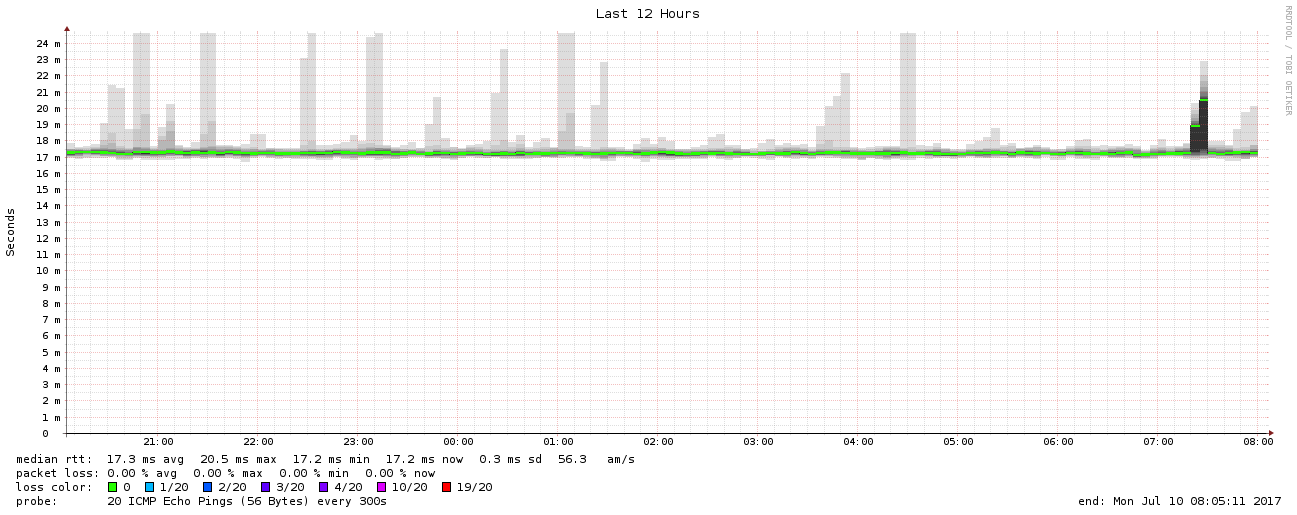 Last 12 Hours
RRDTOOL / TOBI OETIKER
Seconds
24 m
23 m
22 m
21 m
20 m
19 m
18 m
17 m
16 m
15 m
14 m
13 m
12 m
11 m
10 m
9 m
8 m
7 m
6 m
5 m
4 m
3 m
2 m
1 m
0
21:00 22:00 23:00 00:00 01:00 02:00 03:00 04:00 05:00 06:00 07:00 08:00
median rtt: 17.3 ms avg 20.5 ms max 17.2 ms min 17.2 ms now 0.3 ms sd 56.3 am/s
packet loss: 0.00 % avg 0.00 % max 0.00 % min 0.00 % now
loss color: 0 1/20 2/20 3/20 4/20 10/20 19/20
probe: 20 ICMP Echo Pings (56 Bytes) every 300s end: Mon Jul 10 08:05:11 2017